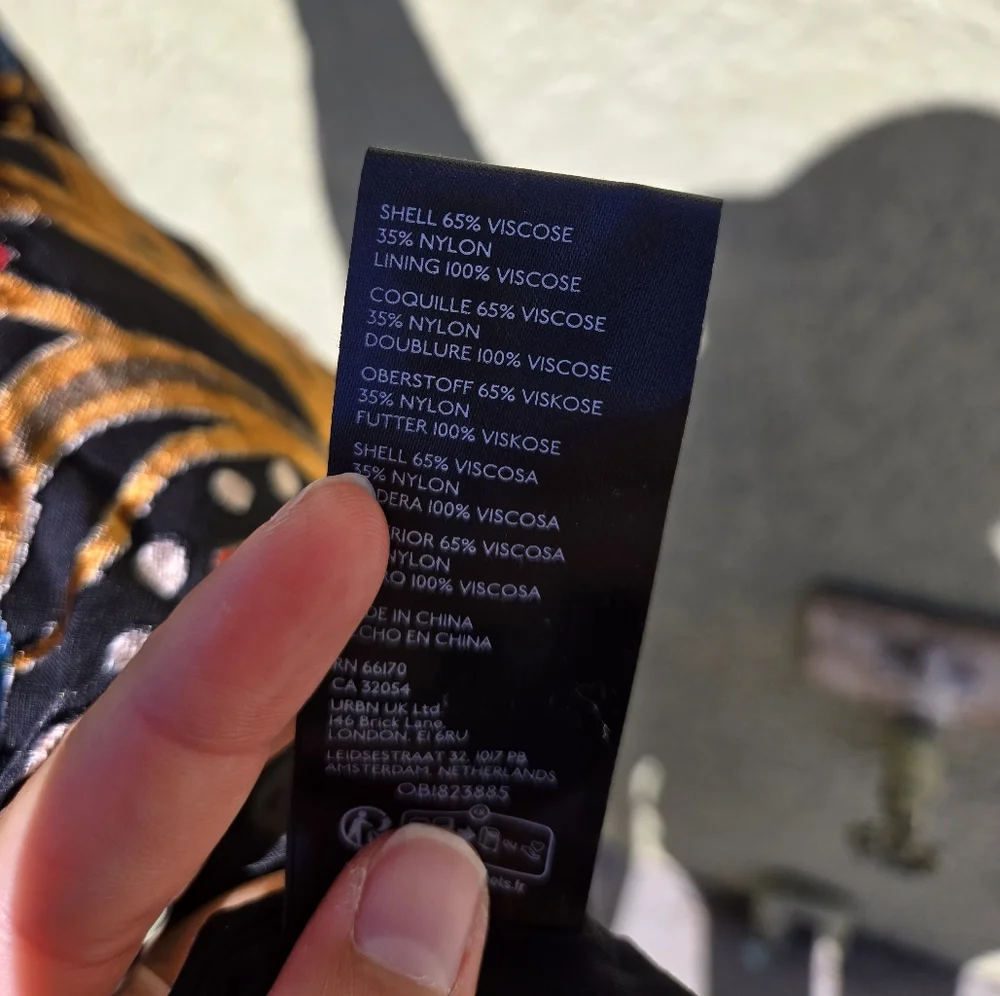 SHELL 65% VISCOSE
35% NYLON
LINING 100% VISCOSE
COQUILLE 65% VISCOSE
35% NYLON
DOUBLURE 100% VISCOSE
OBERSTOFF 65% VISKOSE
35% NYLON
FUTTER 100% VISKOSE
SHELL 65% VISCOSA
35% NYLON
DERA 100% VISCOSA
RIOR 65% VISCOSA
NYLON
RO 100% VISCOSA
DE IN CHINA
ECHO EN CHINA
RN 66170
CA 32054
URBN UK Ltd
146 Brick Lane,
LONDON, E1 6RU
LEIDSESTRAAT 32, 1017 PB
AMSTERDAM, NETHERLANDS
OB1823885